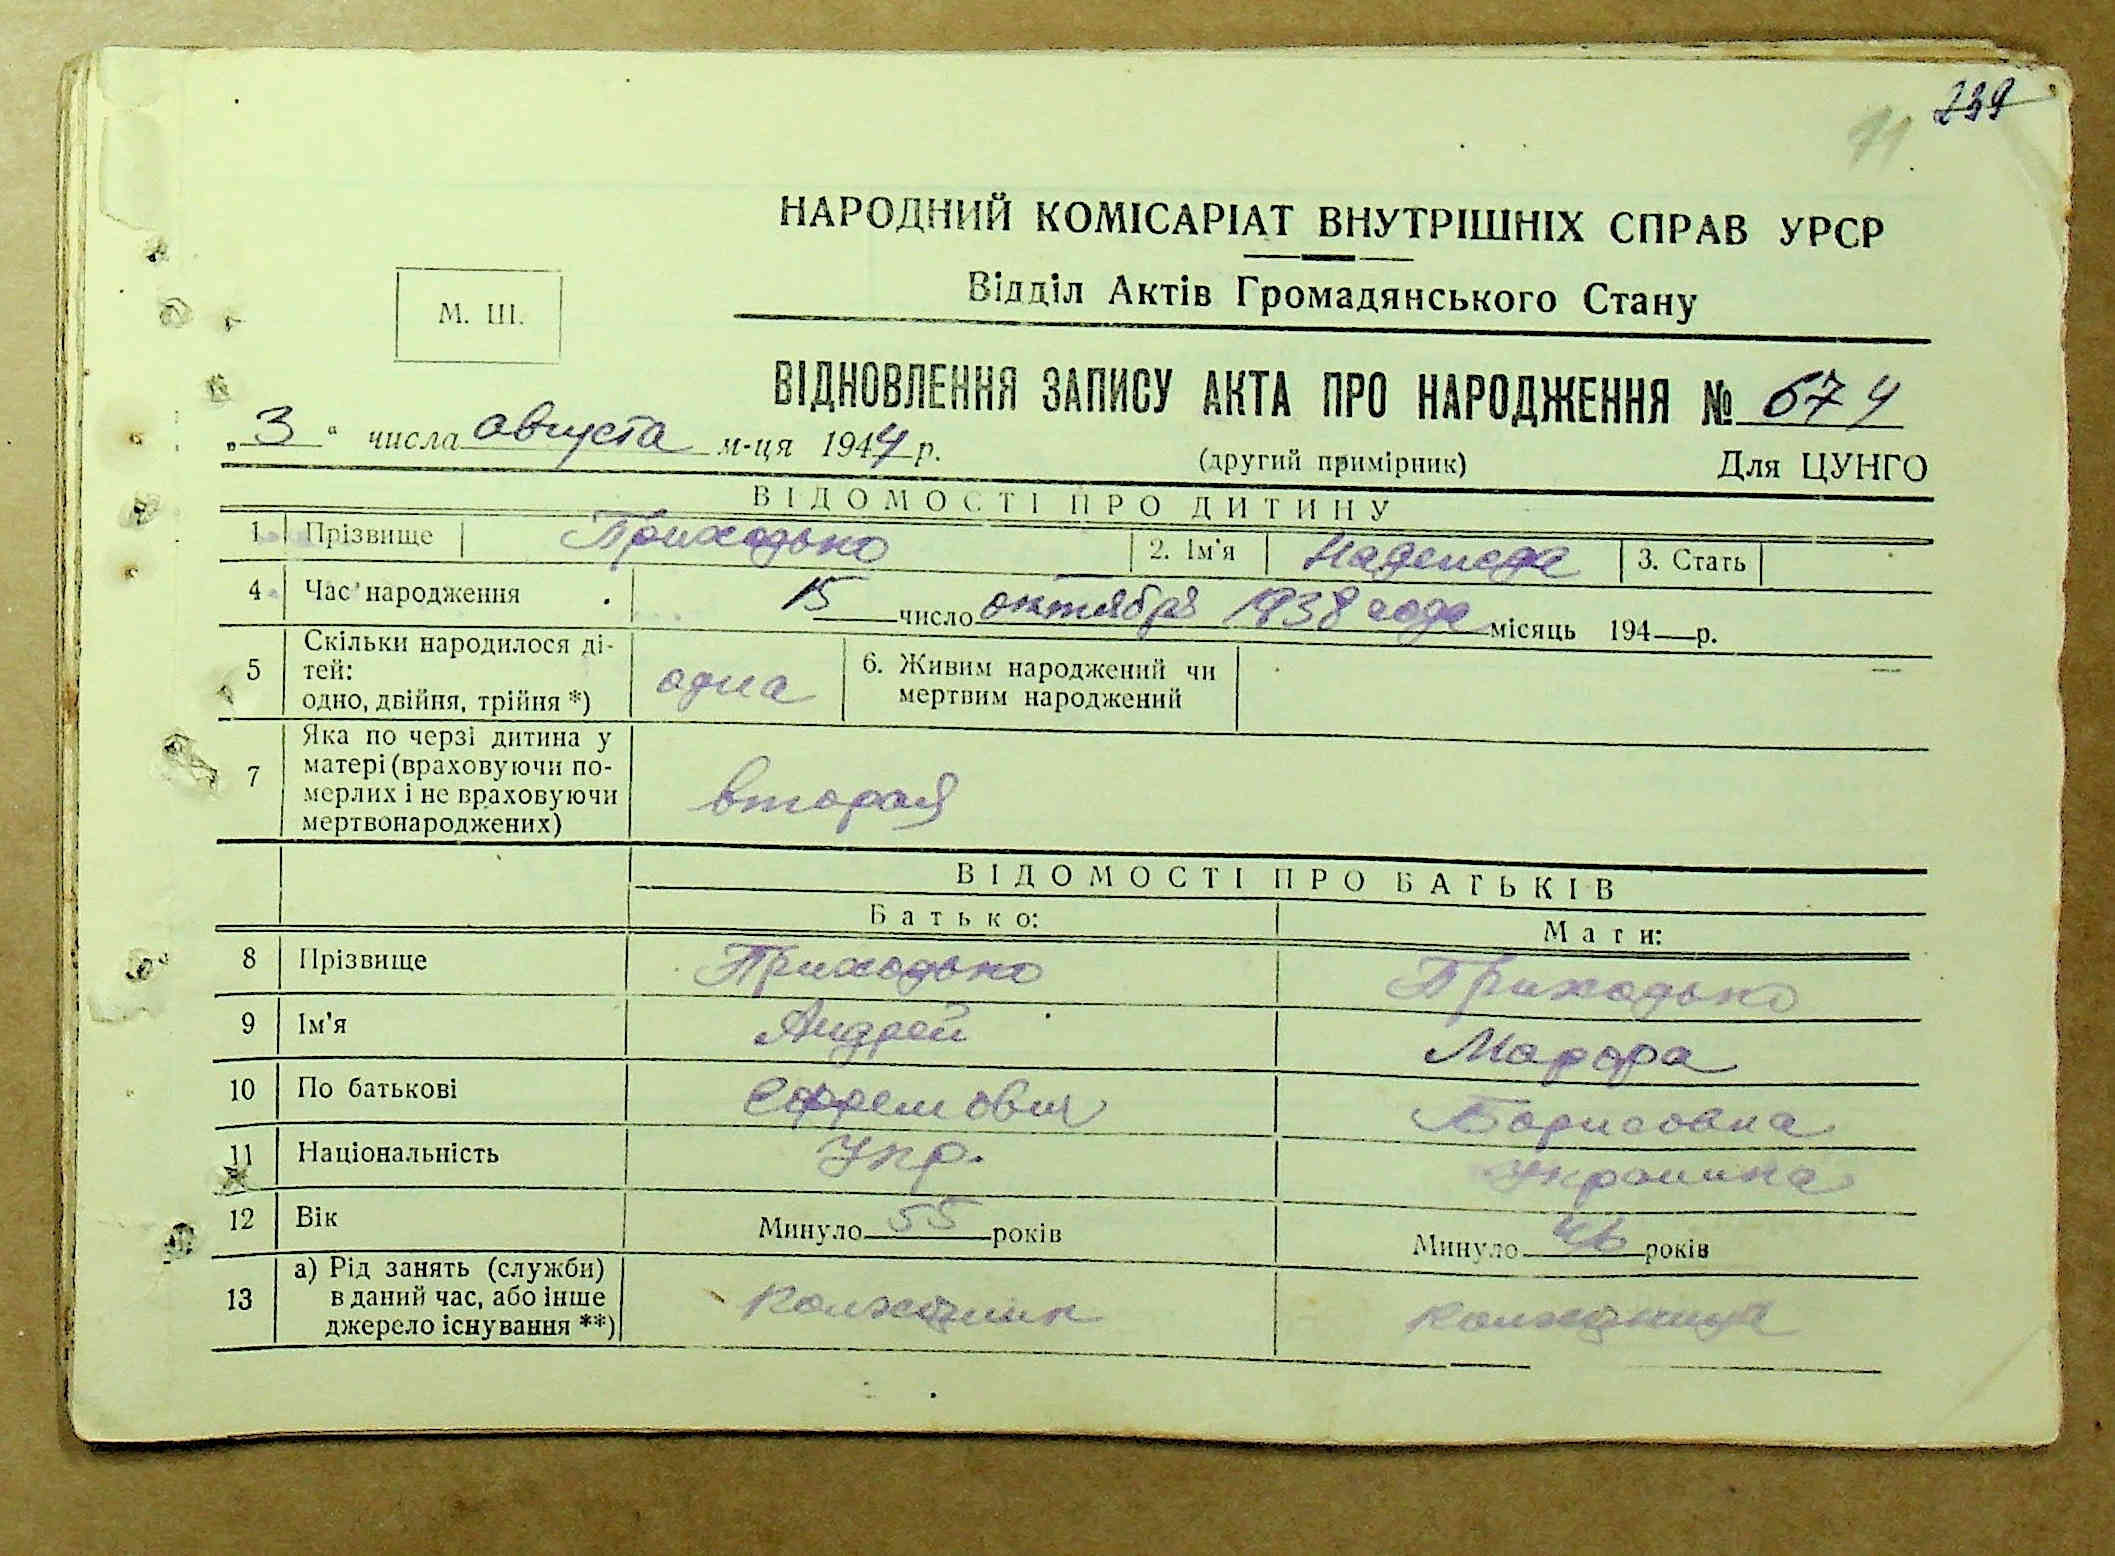 239
11
НАРОДНИЙ КОМІСАРІАТ ВНУТРІШНІХ СПРАВ УРСР
М. Ш.
Відділ Актів Громадянського Стану
ВІДНОВЛЕННЯ ЗАПИСУ АКТА ПРО НАРОДЖЕННЯ № 674
„3“ числа августа м-ця 1944 р.
(другий примірник) Для ЦУНГО
ВІДОМОСТІ ПРО ДИТИНУ
1 Прізвище Приходько 2. Ім'я Надежда 3. Стать
4 Час народження 15 число октября 1938 года місяць 194—р.
5 Скільки народилося ді-
тей:
одно, двійня, трійня *) одна 6. Живим народжений чи
мертвим народжений
7 Яка по черзі дитина у
матері (враховуючи по-
мерлих і не враховуючи
мертвонароджених) вторая
ВІДОМОСТІ ПРО БАТЬКІВ
Батько: Мати:
8 Прізвище Приходько Приходько
9 Ім'я Андрей
10 По батькові Ефремович Борисовна
11 Національність Укр. Украинка
12 Вік Минуло 55 років Минуло 46 років
13 а) Рід занять (служби)
в даний час, або інше
джерело існування **) колхозник колхозница